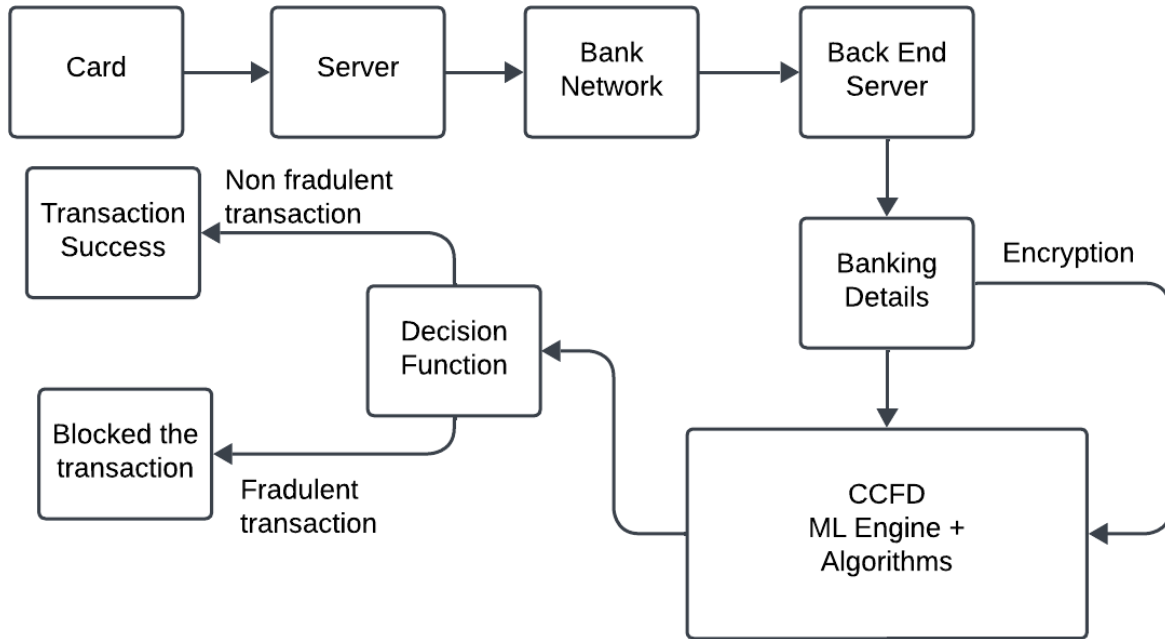 Card
Server
Bank
Network
Back End
Server
Non fradulent
transaction
Transaction
Success
Banking
Details
Encryption
Decision
Function
Blocked the
transaction
Fradulent
transaction
CCFD
ML Engine +
Algorithms